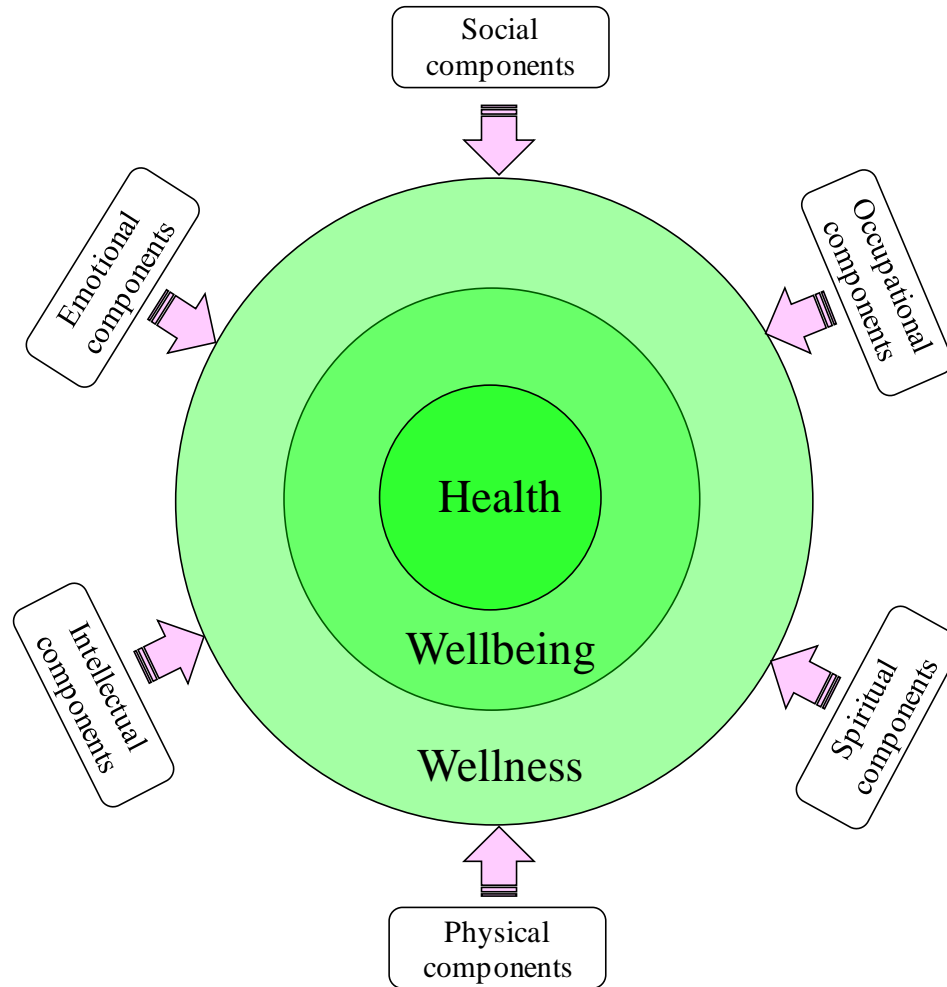 Social
components
Emotional
components
Occupational
components
Health
Wellbeing
Wellness
Intellectual
components
Spiritual
components
Physical
components